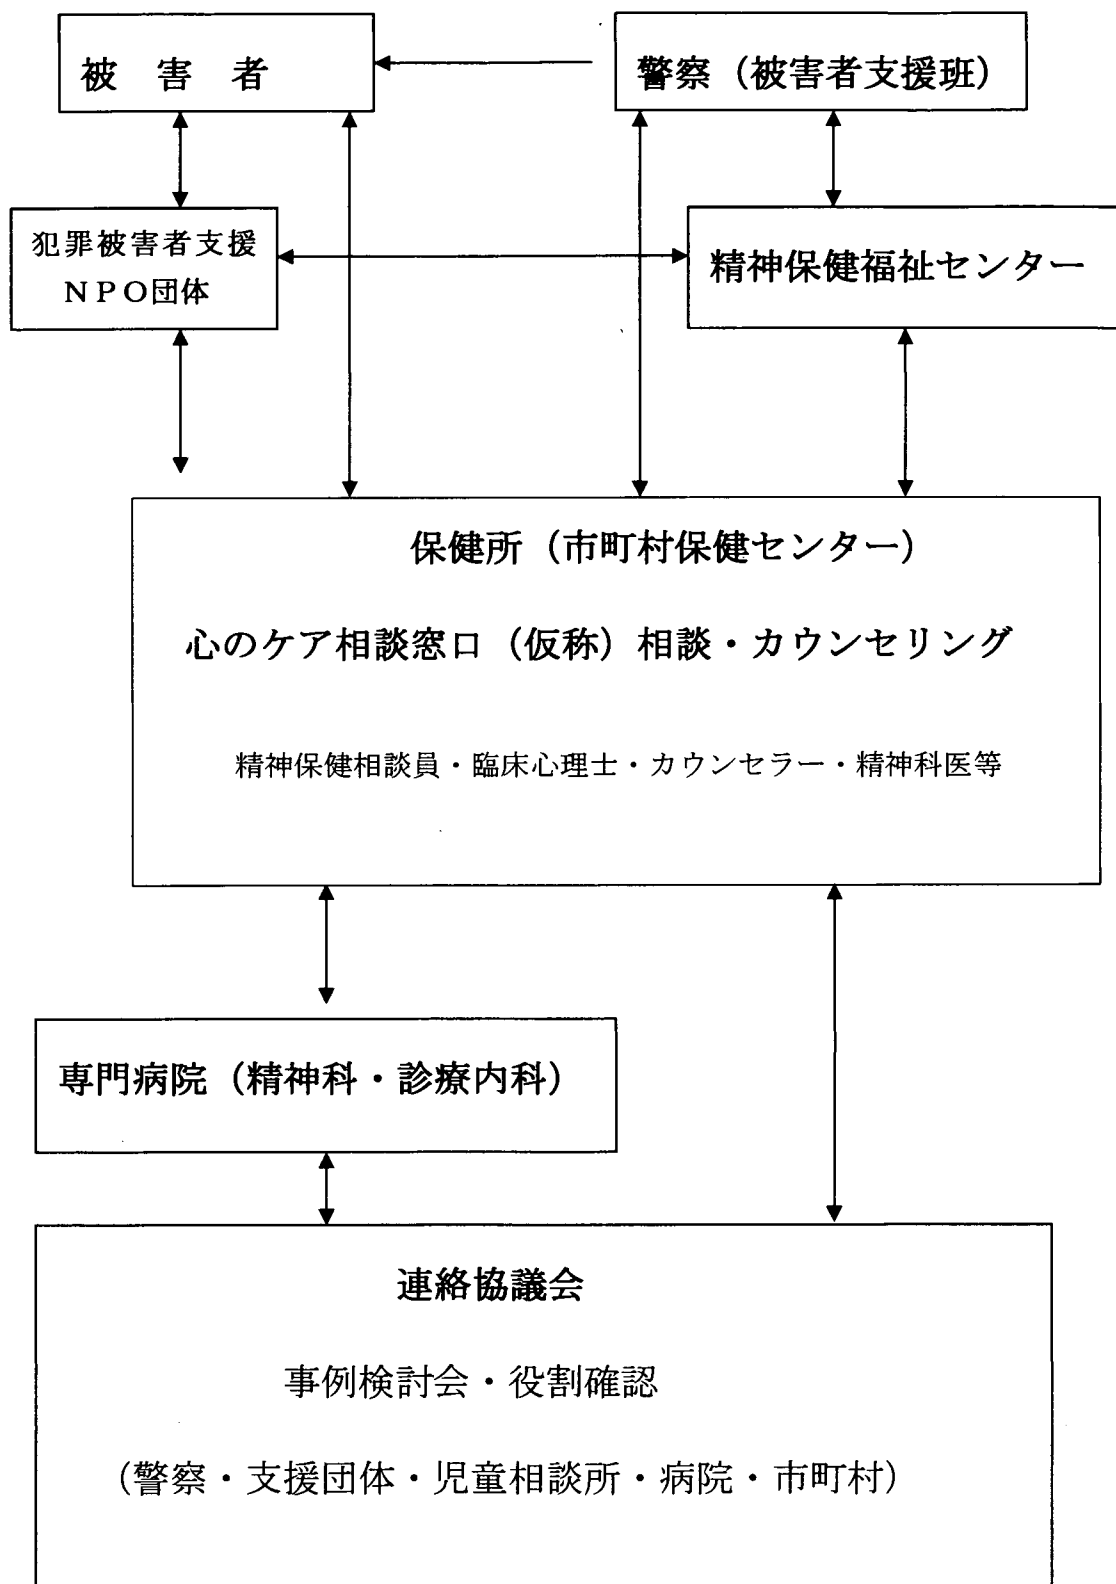 被 害 者
警察（被害者支援班）
犯罪被害者支援
ＮＰＯ団体
精神保健福祉センター
保健所（市町村保健センター）
心のケア相談窓口（仮称）相談・カウンセリング
精神保健相談員・臨床心理士・カウンセラー・精神科医等
専門病院（精神科・診療内科）
連絡協議会
事例検討会・役割確認
（警察・支援団体・児童相談所・病院・市町村）